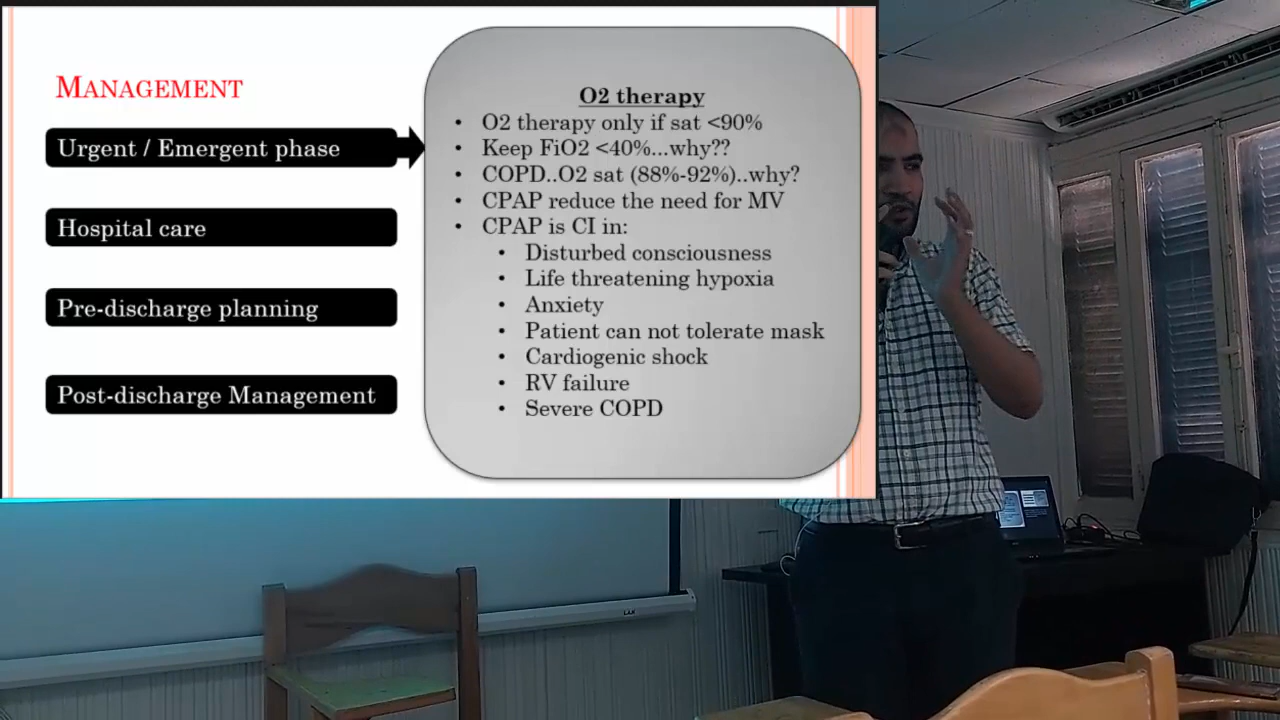 MANAGEMENT
Urgent / Emergent phase
Hospital care
Pre-discharge planning
Post-discharge Management
O2 therapy
• O2 therapy only if sat <90%
• Keep FiO2 <40%...why??
• COPD..O2 sat (88%-92%)..why?
• CPAP reduce the need for MV
• CPAP is CI in:
• Disturbed consciousness
• Life threatening hypoxia
• Anxiety
• Patient can not tolerate mask
• Cardiogenic shock
• RV failure
• Severe COPD